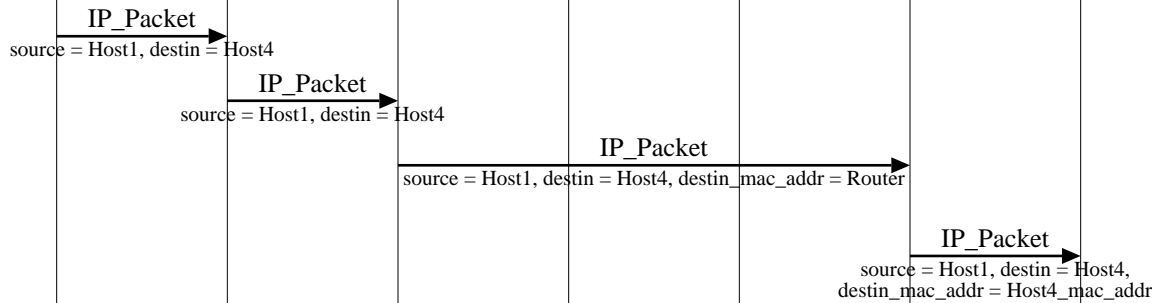 IP_Packet
source = Host1, destin = Host4
IP_Packet
source = Host1, destin = Host4
IP_Packet
source = Host1, destin = Host4, destin_mac_addr = Router
IP_Packet
source = Host1, destin = Host4,
destin_mac_addr = Host4_mac_addr